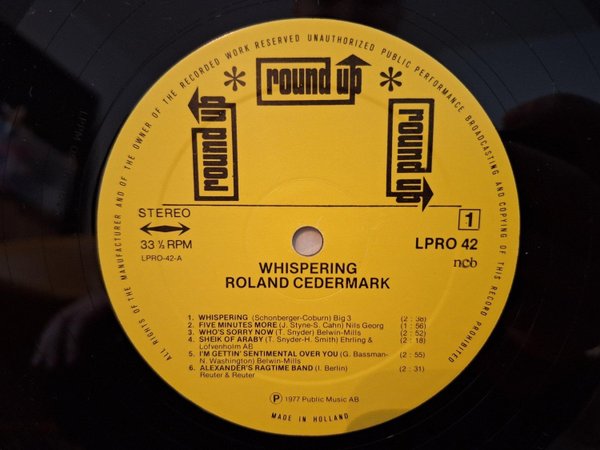 ALL RIGHTS OF THE MANUFACTURER AND OF THE OWNER OF THE RECORDED WORK RESERVED UNAUTHORIZED PUBLIC PERFORMANCE BROADCASTING AND COPYING OF THIS RECORD PROHIBITED
round up
* round up *
round up
STEREO
33 ⅓ RPM
LPRO-42-A
1
LPRO 42
ncb
WHISPERING
ROLAND CEDERMARK
1. WHISPERING (Schonberger-Coburn) Big 3 (2:38)
2. FIVE MINUTES MORE (J. Styne-S. Cahn) Nils Georg (1:56)
3. WHO'S SORRY NOW (T. Snyder) Belwin-Mills (2:52)
4. SHEIK OF ARABY (T. Snyder-H. Smith) Ehrling & (2:18)
Löfvenholm AB
5. I'M GETTIN' SENTIMENTAL OVER YOU (G. Bassman- (2:55)
N. Washington) Belwin-Mills
6. ALEXANDER'S RAGTIME BAND (I. Berlin) (2:31)
Reuter & Reuter
Ⓟ 1977 Public Music AB
MADE IN HOLLAND